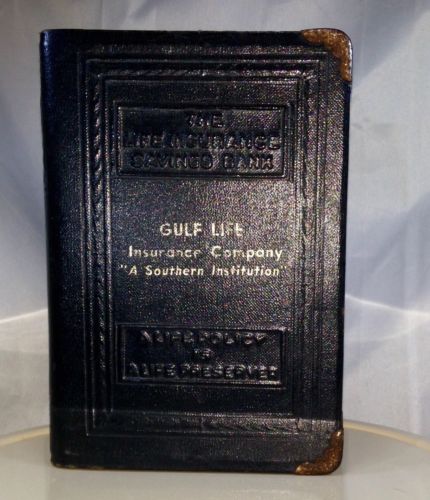 THE
LIFE INSURANCE
SAVINGS BANK
GULF LIFE
Insurance Company
"A Southern Institution"
A LIFE POLICY
IS
A LIFE PRESERVER